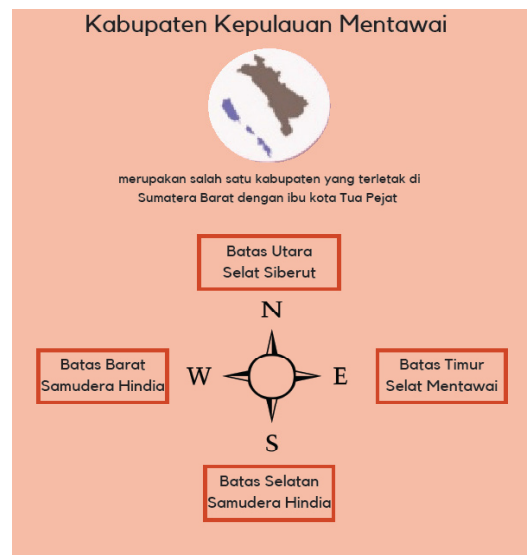 Kabupaten Kepulauan Mentawai
merupakan salah satu kabupaten yang terletak di
Sumatera Barat dengan ibu kota Tua Pejat
Batas Utara
Selat Siberut
N
Batas Barat
Samudera Hindia
W
E
Batas Timur
Selat Mentawai
S
Batas Selatan
Samudera Hindia